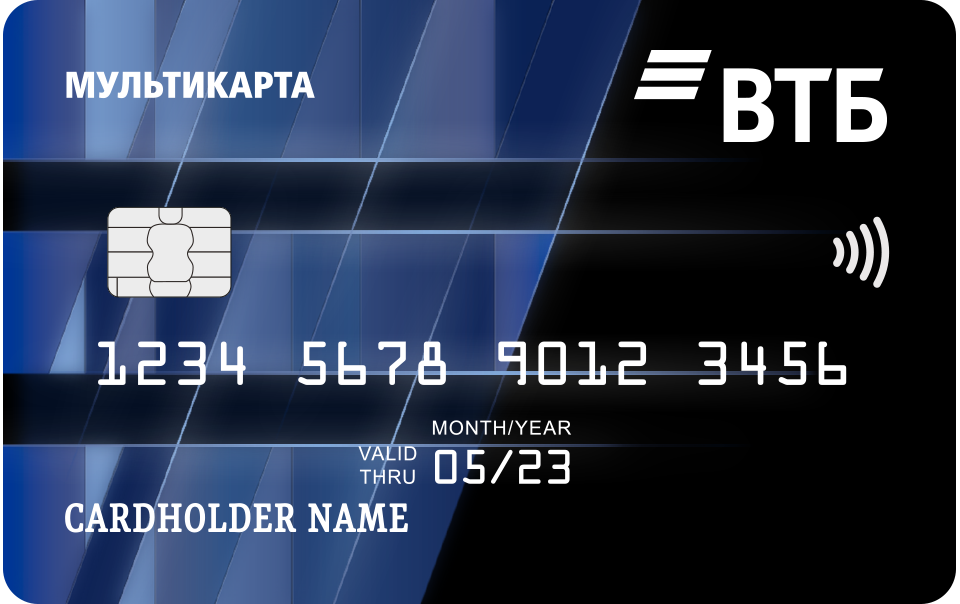 МУЛЬТИКАРТА
ВТБ
1234 5678 9012 3456
MONTH/YEAR
VALID THRU 05/23
CARDHOLDER NAME